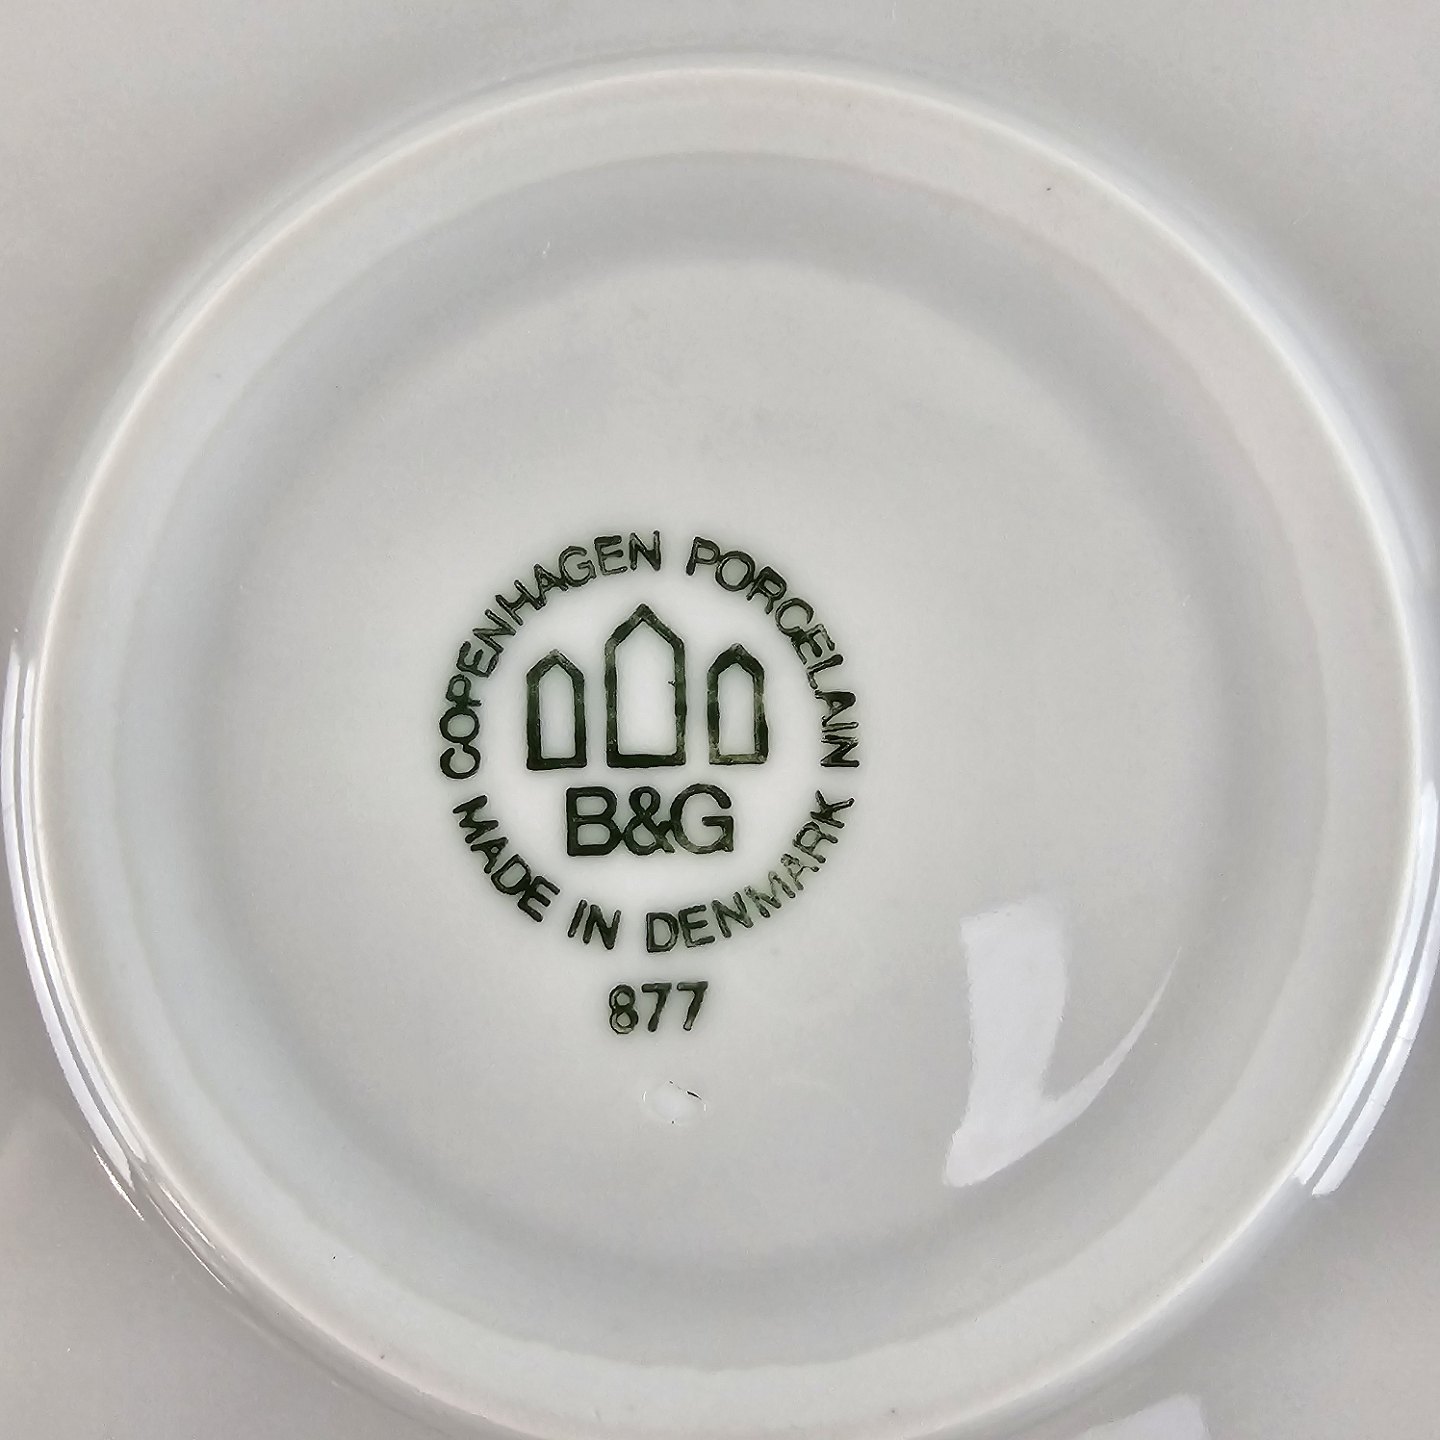 COPENHAGEN PORCELAIN
B&G
MADE IN DENMARK
877